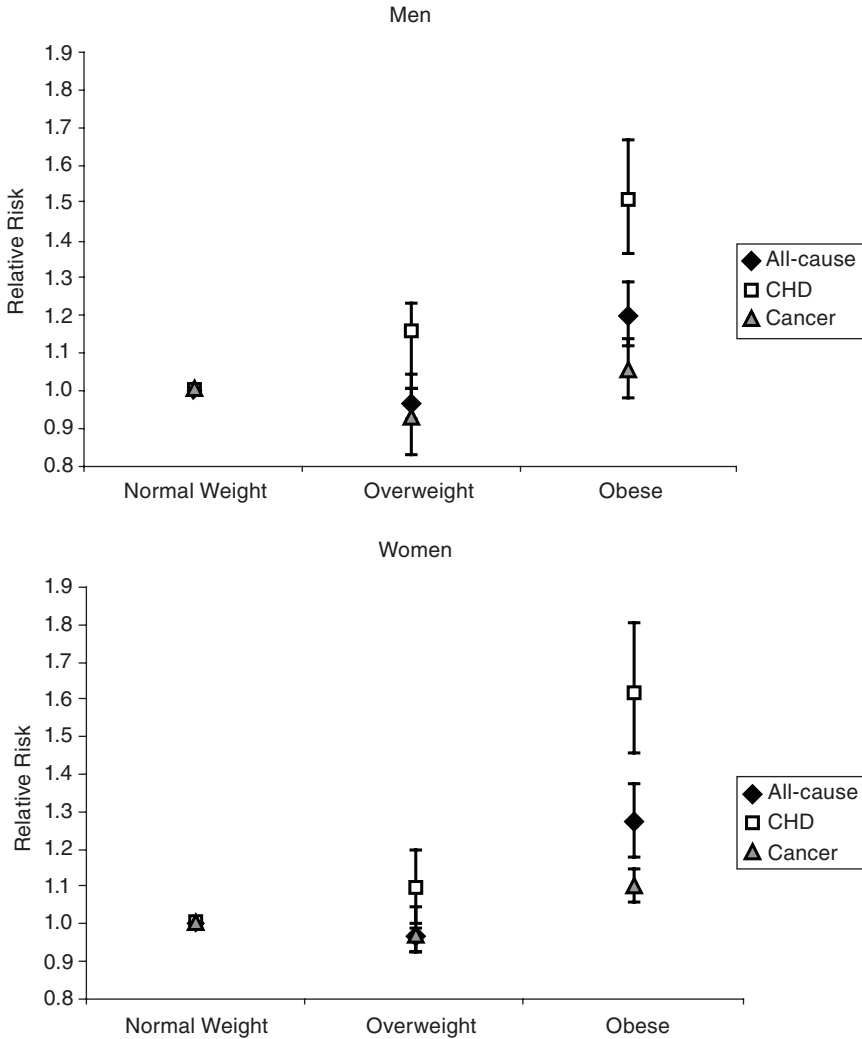 Men
1.9
1.8
1.7
1.6
1.5
1.4
1.3
1.2
1.1
1.0
0.9
0.8
Relative Risk
Normal Weight Overweight Obese
All-cause
CHD
Cancer
Women
1.9
1.8
1.7
1.6
1.5
1.4
1.3
1.2
1.1
1.0
0.9
0.8
Relative Risk
Normal Weight Overweight Obese
All-cause
CHD
Cancer